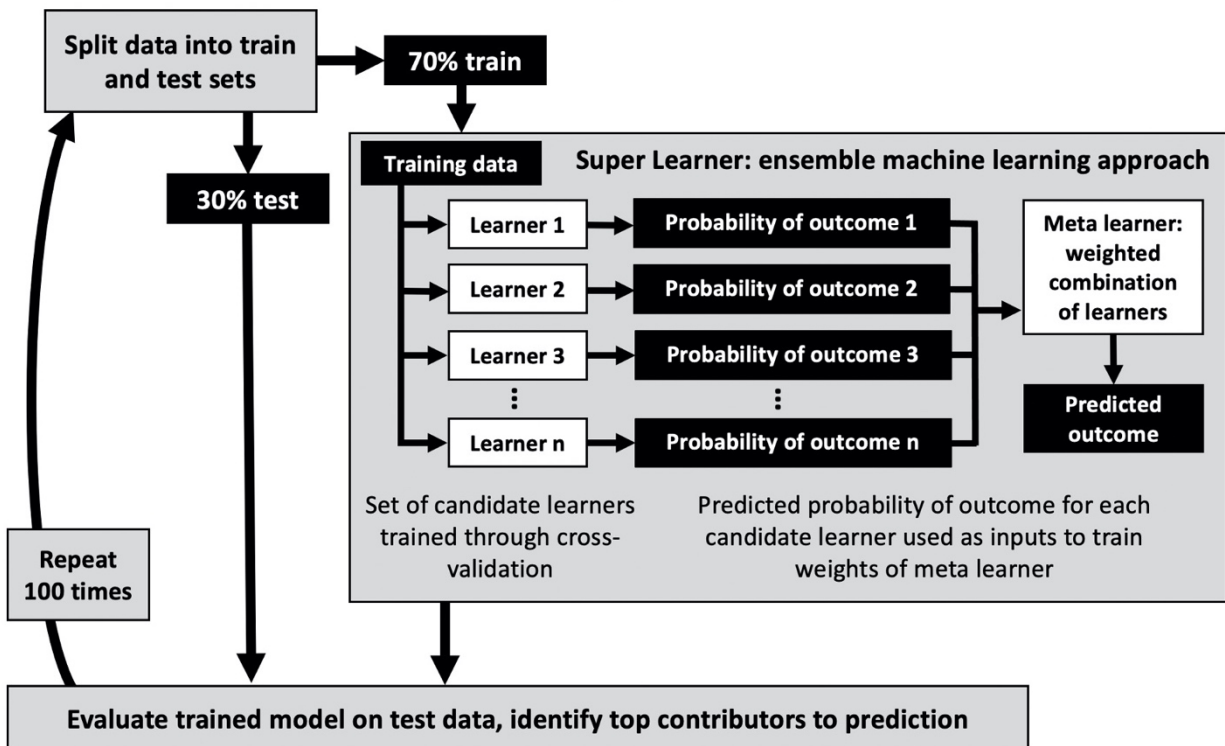 Split data into train
and test sets
70% train
30% test
Training data
Super Learner: ensemble machine learning approach
Learner 1
Probability of outcome 1
Learner 2
Probability of outcome 2
Learner 3
Probability of outcome 3
Learner n
Probability of outcome n
Meta learner:
weighted
combination
of learners
Predicted
outcome
Set of candidate learners
trained through cross-
validation
Predicted probability of outcome for each
candidate learner used as inputs to train
weights of meta learner
Repeat
100 times
Evaluate trained model on test data, identify top contributors to prediction